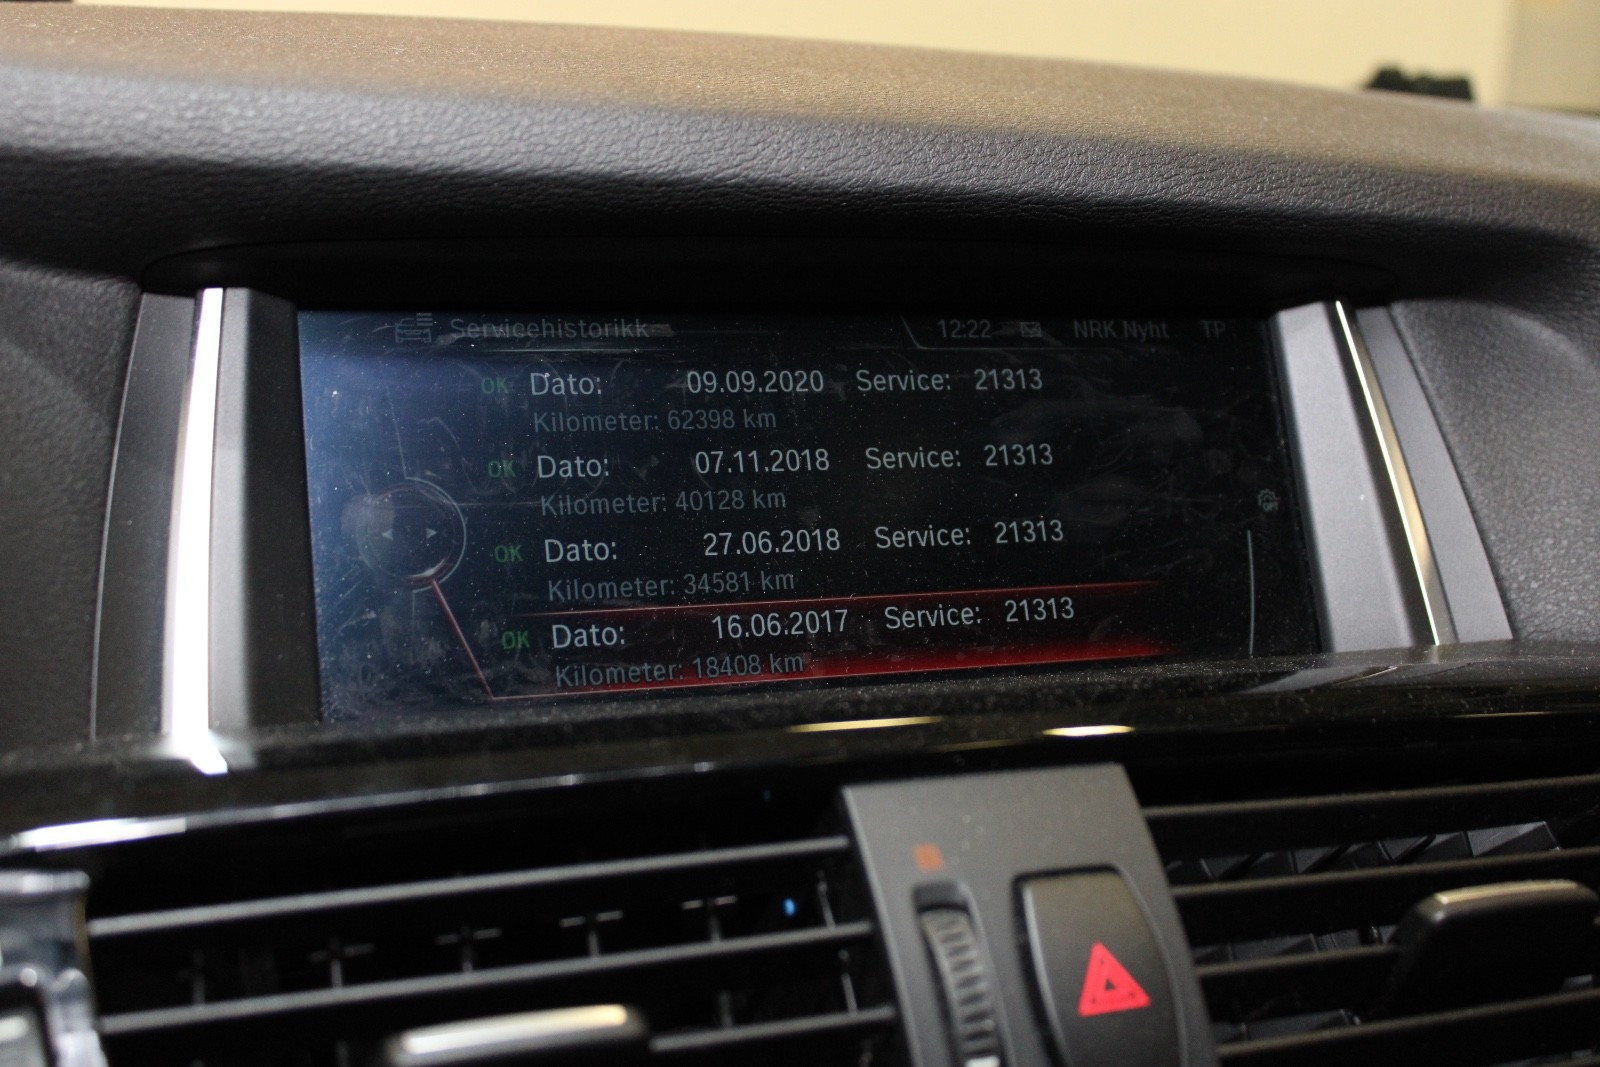 Servicehistorikk 12:22 NRK Nyht TP
OK Dato: 09.09.2020 Service: 21313
Kilometer: 62398 km
OK Dato: 07.11.2018 Service: 21313
Kilometer: 40128 km
OK Dato: 27.06.2018 Service: 21313
Kilometer: 34581 km
OK Dato: 16.06.2017 Service: 21313
Kilometer: 18408 km